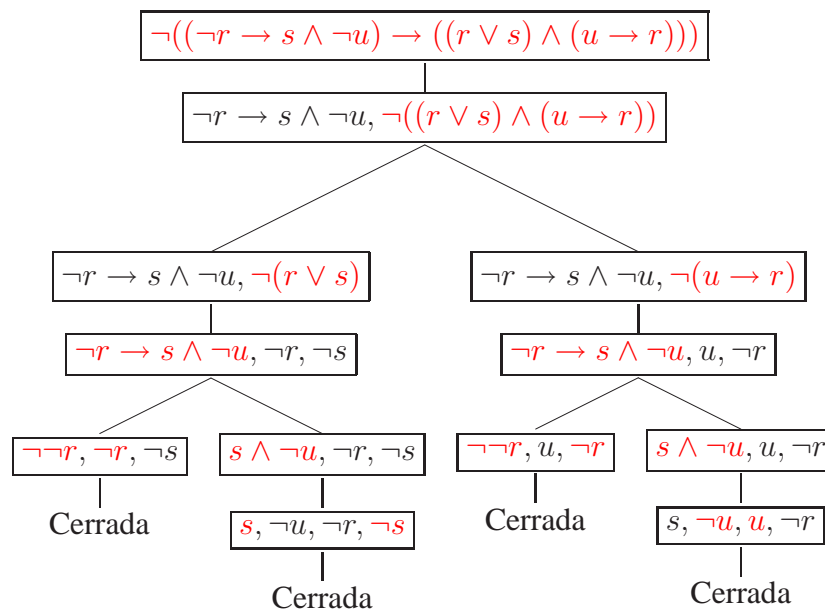 ¬((¬r → s ∧ ¬u) → ((r ∨ s) ∧ (u → r)))
¬r → s ∧ ¬u, ¬((r ∨ s) ∧ (u → r))
¬r → s ∧ ¬u, ¬(r ∨ s)
¬r → s ∧ ¬u, ¬(u → r)
¬r → s ∧ ¬u, ¬r, ¬s
¬r → s ∧ ¬u, u, ¬r
¬¬r, ¬r, ¬s
s ∧ ¬u, ¬r, ¬s
¬¬r, u, ¬r
s ∧ ¬u, u, ¬r
Cerrada
s, ¬u, ¬r, ¬s
Cerrada
s, ¬u, u, ¬r
Cerrada
Cerrada